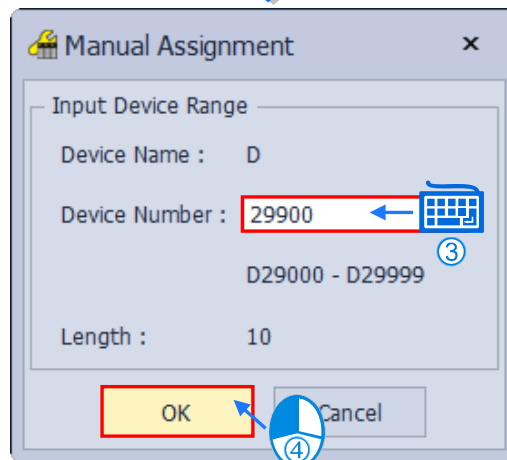 Manual Assignment ×
Input Device Range
Device Name : D
Device Number : 29900
③
D29000 - D29999
Length : 10
OK Cancel
④